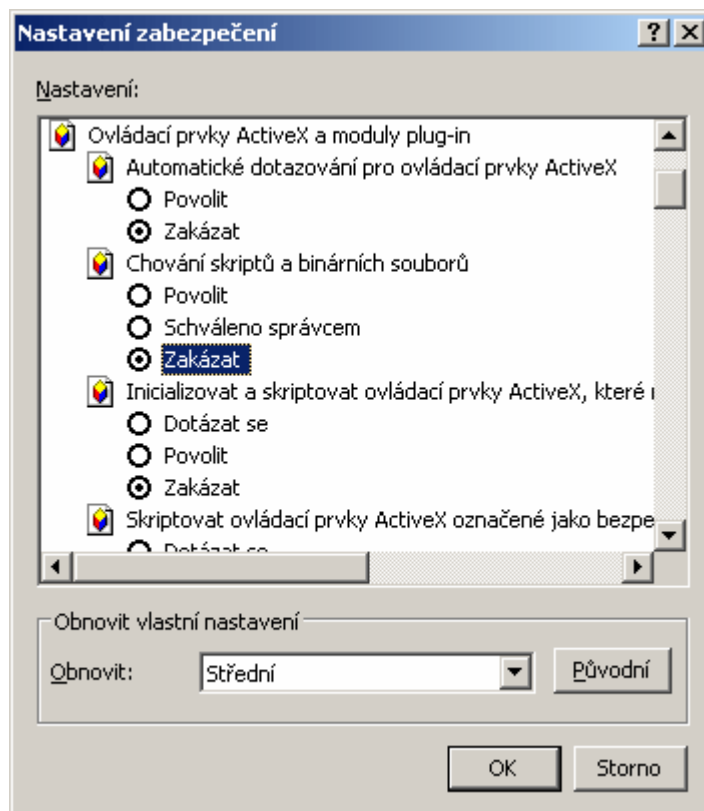 Nastavení zabezpečení
Nastavení:
Ovládací prvky ActiveX a moduly plug-in
Automatické dotazování pro ovládací prvky ActiveX
Povolit
Zakázat
Chování skriptů a binárních souborů
Povolit
Schváleno správcem
Zakázat
Inicializovat a skriptovat ovládací prvky ActiveX, které
Dotázat se
Povolit
Zakázat
Skriptovat ovládací prvky ActiveX označené jako bezpe
Dotázat se
Obnovit vlastní nastavení
Obnovit: Střední Původní
OK Storno